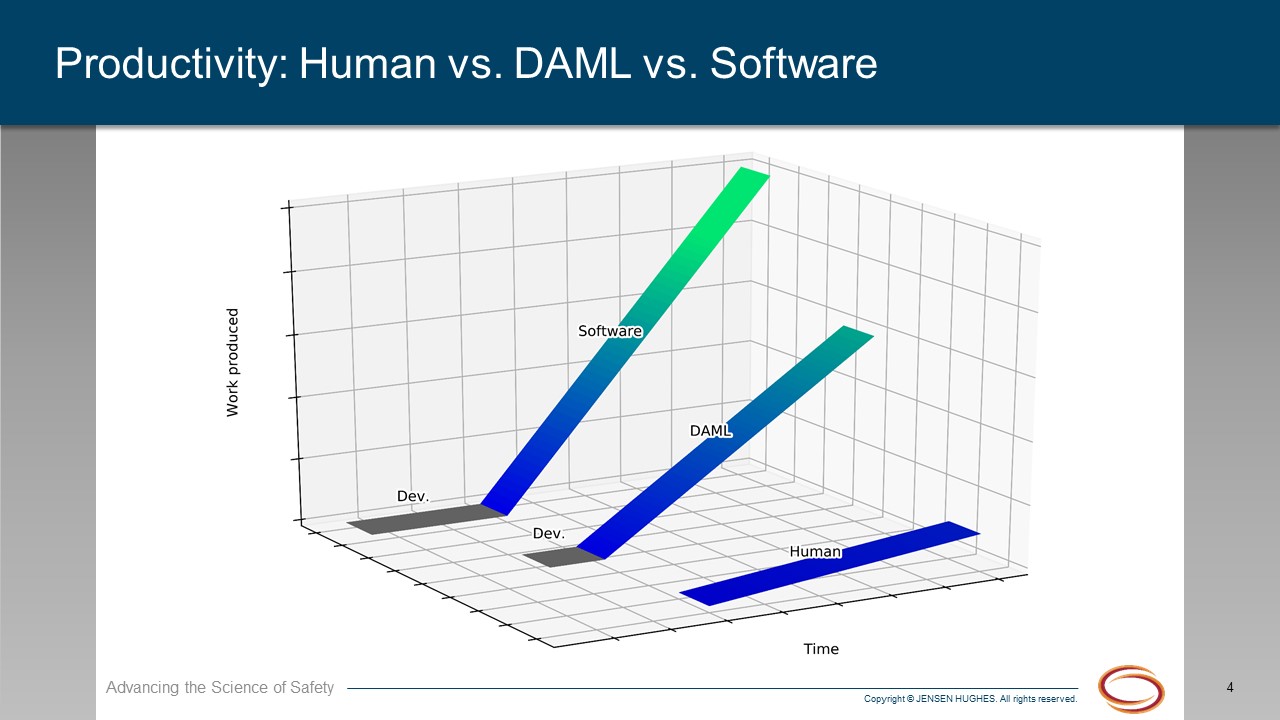 Productivity: Human vs. DAML vs. Software
Work produced
Software
DAML
Dev.
Dev.
Human
Time
Advancing the Science of Safety
Copyright © JENSEN HUGHES. All rights reserved.
4